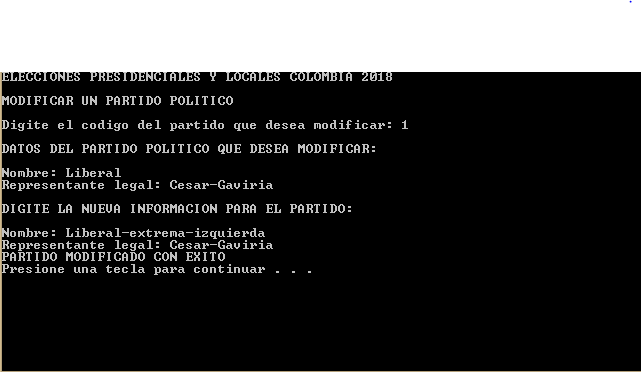 ELECCIONES PRESIDENCIALES Y LOCALES COLOMBIA 2018
MODIFICAR UN PARTIDO POLITICO
Digite el codigo del partido que desea modificar: 1
DATOS DEL PARTIDO POLITICO QUE DESEA MODIFICAR:
Nombre: Liberal
Representante legal: Cesar-Gaviria
DIGITE LA NUEVA INFORMACION PARA EL PARTIDO:
Nombre: Liberal-extrema-izquierda
Representante legal: Cesar-Gaviria
PARTIDO MODIFICADO CON EXITO
Presione una tecla para continuar . . .